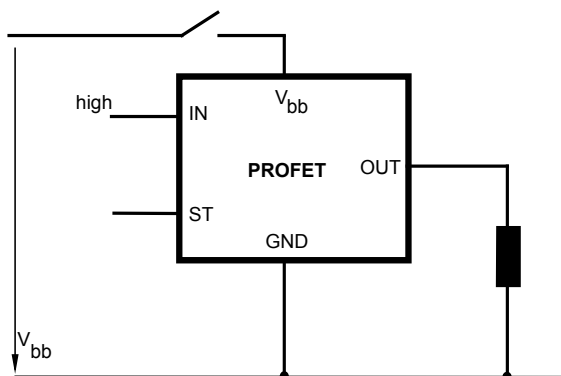 Vbb
high
IN
PROFET
OUT
ST
GND
Vbb